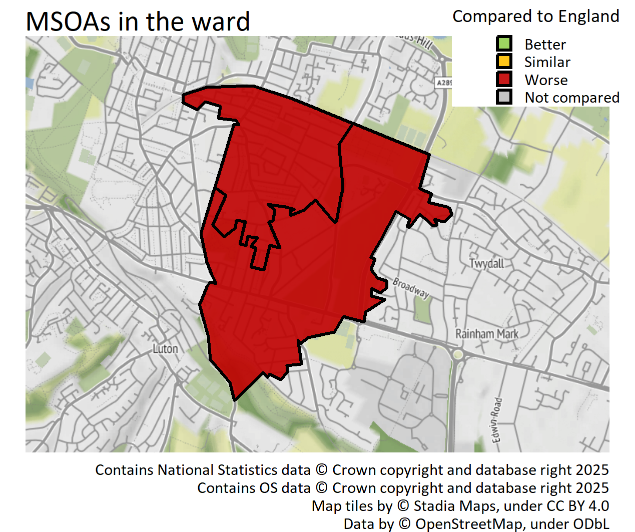 MSOAs in the ward
Compared to England
Better
Similar
Worse
Not compared
Twydall
Broadway
Rainham Mark
Luton
Edwin Road
Contains National Statistics data © Crown copyright and database right 2025
Contains OS data © Crown copyright and database right 2025
Map tiles by © Stadia Maps, under CC BY 4.0
Data by © OpenStreetMap, under ODbL